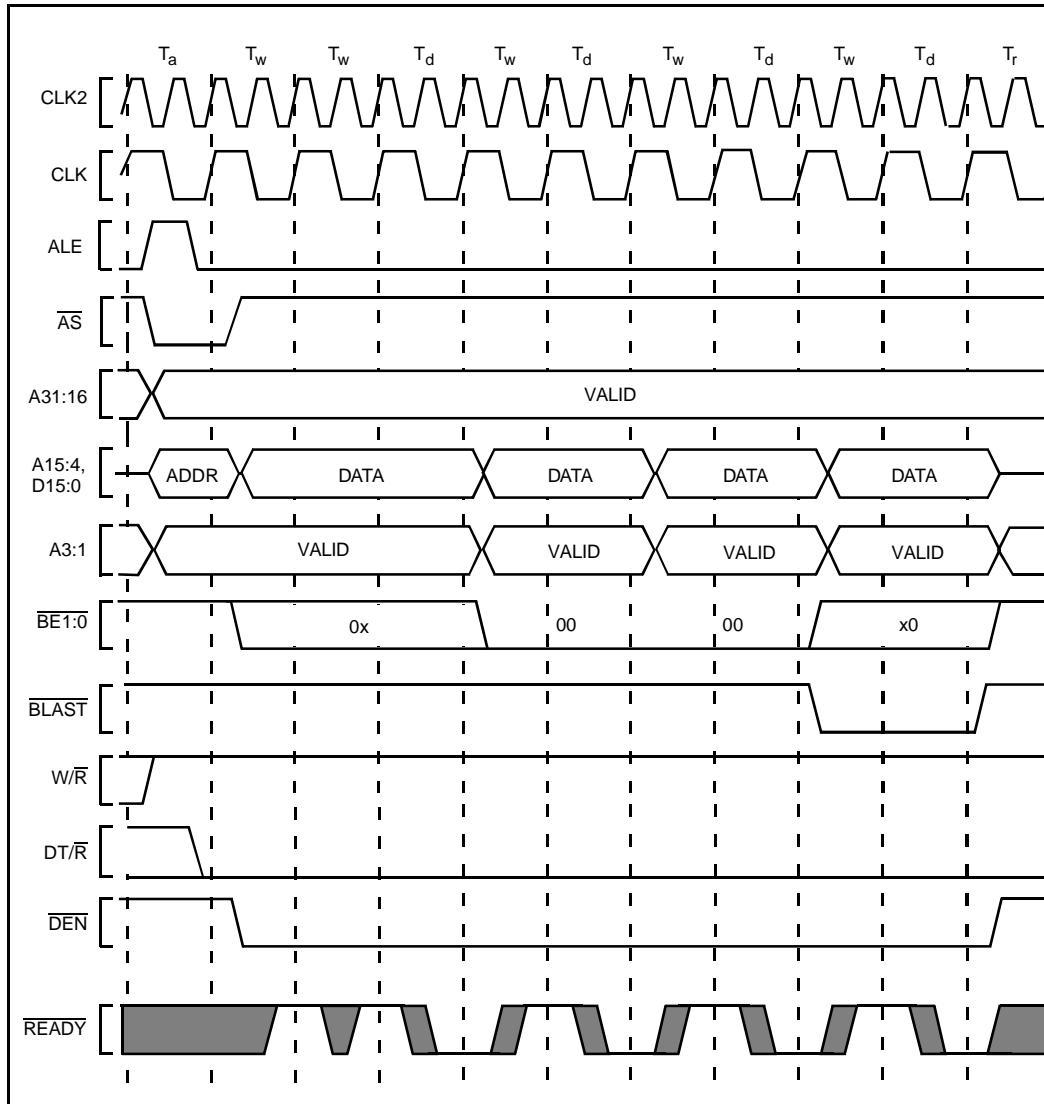 Ta Tw Tw Td Tw Td Tw Td Tw Td Tr
CLK2
CLK
ALE
AS
A31:16 VALID
A15:4,
D15:0 ADDR DATA DATA DATA DATA
A3:1 VALID VALID VALID VALID
BE1:0 0x 00 00 x0
BLAST
W/R
DT/R
DEN
READY